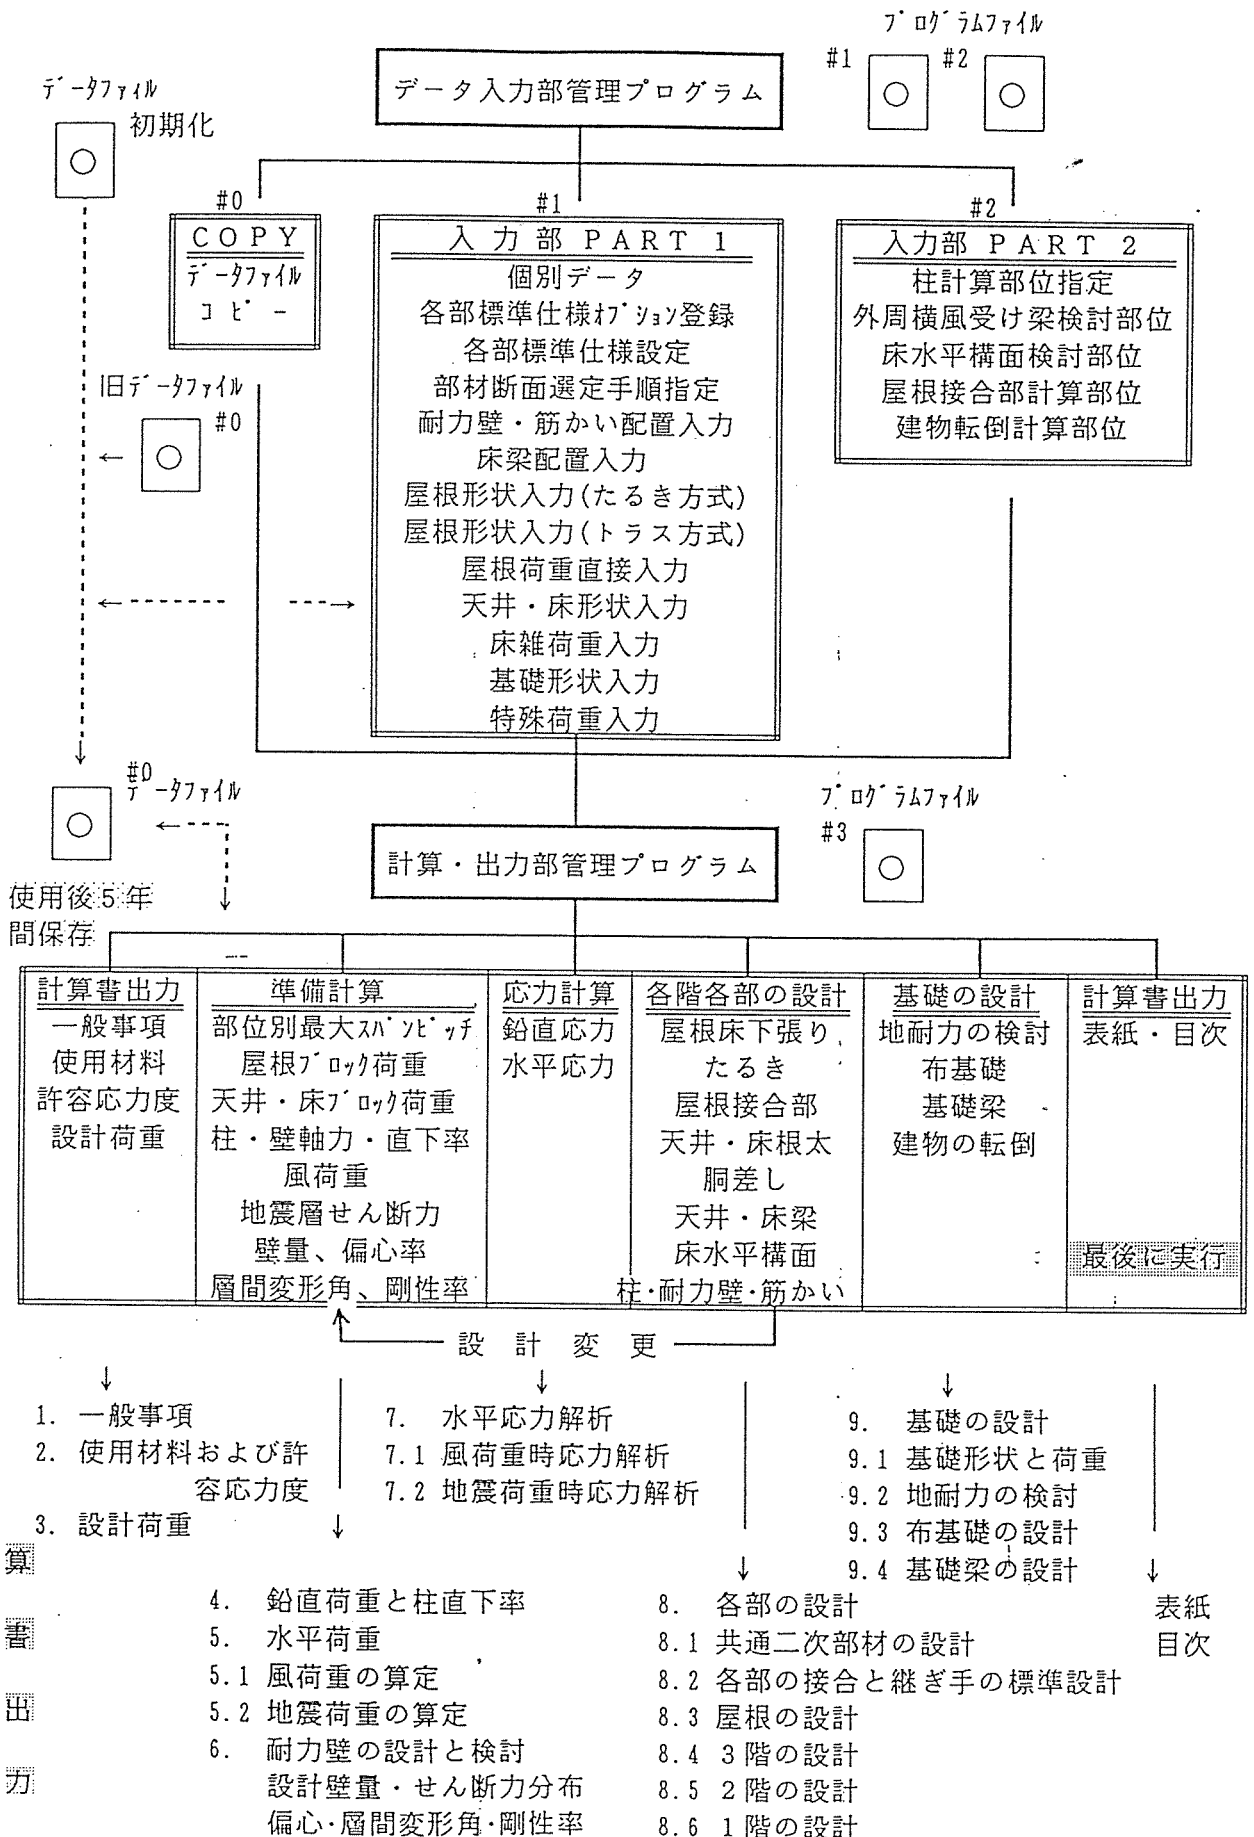 プログラムファイル
#1
#2
データファイル
初期化
データ入力部管理プログラム
#0
COPY
データファイル
コピー
#1
入力部 PART 1
個別データ
各部標準仕様オプション登録
各部標準仕様設定
部材断面選定手順指定
耐力壁・筋かい配置入力
床梁配置入力
屋根形状入力(たるき方式)
屋根形状入力(トラス方式)
屋根荷重直接入力
天井・床形状入力
床雑荷重入力
基礎形状入力
特殊荷重入力
#2
入力部 PART 2
柱計算部位指定
外周横風受け梁検討部位
床水平構面検討部位
屋根接合部計算部位
建物転倒計算部位
旧データファイル
#0
←
←
→
#0
データファイル
←
使用後5年
間保存
プログラムファイル
#3
計算・出力部管理プログラム
計算書出力
一般事項
使用材料
許容応力度
設計荷重
準備計算
部位別最大スパンピッチ
屋根ブロック荷重
天井・床ブロック荷重
柱・壁軸力・直下率
風荷重
地震層せん断力
壁量、偏心率
層間変形角、剛性率
応力計算
鉛直応力
水平応力
各階各部の設計
屋根床下張り
たるき
屋根接合部
天井・床根太
胴差し
天井・床梁
床水平構面
柱・耐力壁・筋かい
基礎の設計
地耐力の検討
布基礎
基礎梁
建物の転倒
計算書出力
表紙・目次
最後に実行
設計変更
1. 一般事項
2. 使用材料および許
容応力度
3. 設計荷重
4. 鉛直荷重と柱直下率
5. 水平荷重
5.1 風荷重の算定
5.2 地震荷重の算定
6. 耐力壁の設計と検討
設計壁量・せん断力分布
偏心・層間変形角・剛性率
7. 水平応力解析
7.1 風荷重時応力解析
7.2 地震荷重時応力解析
8. 各部の設計
8.1 共通二次部材の設計
8.2 各部の接合と継ぎ手の標準設計
8.3 屋根の設計
8.4 3階の設計
8.5 2階の設計
8.6 1階の設計
9. 基礎の設計
9.1 基礎形状と荷重
9.2 地耐力の検討
9.3 布基礎の設計
9.4 基礎梁の設計
表紙
目次
算
書
出
力